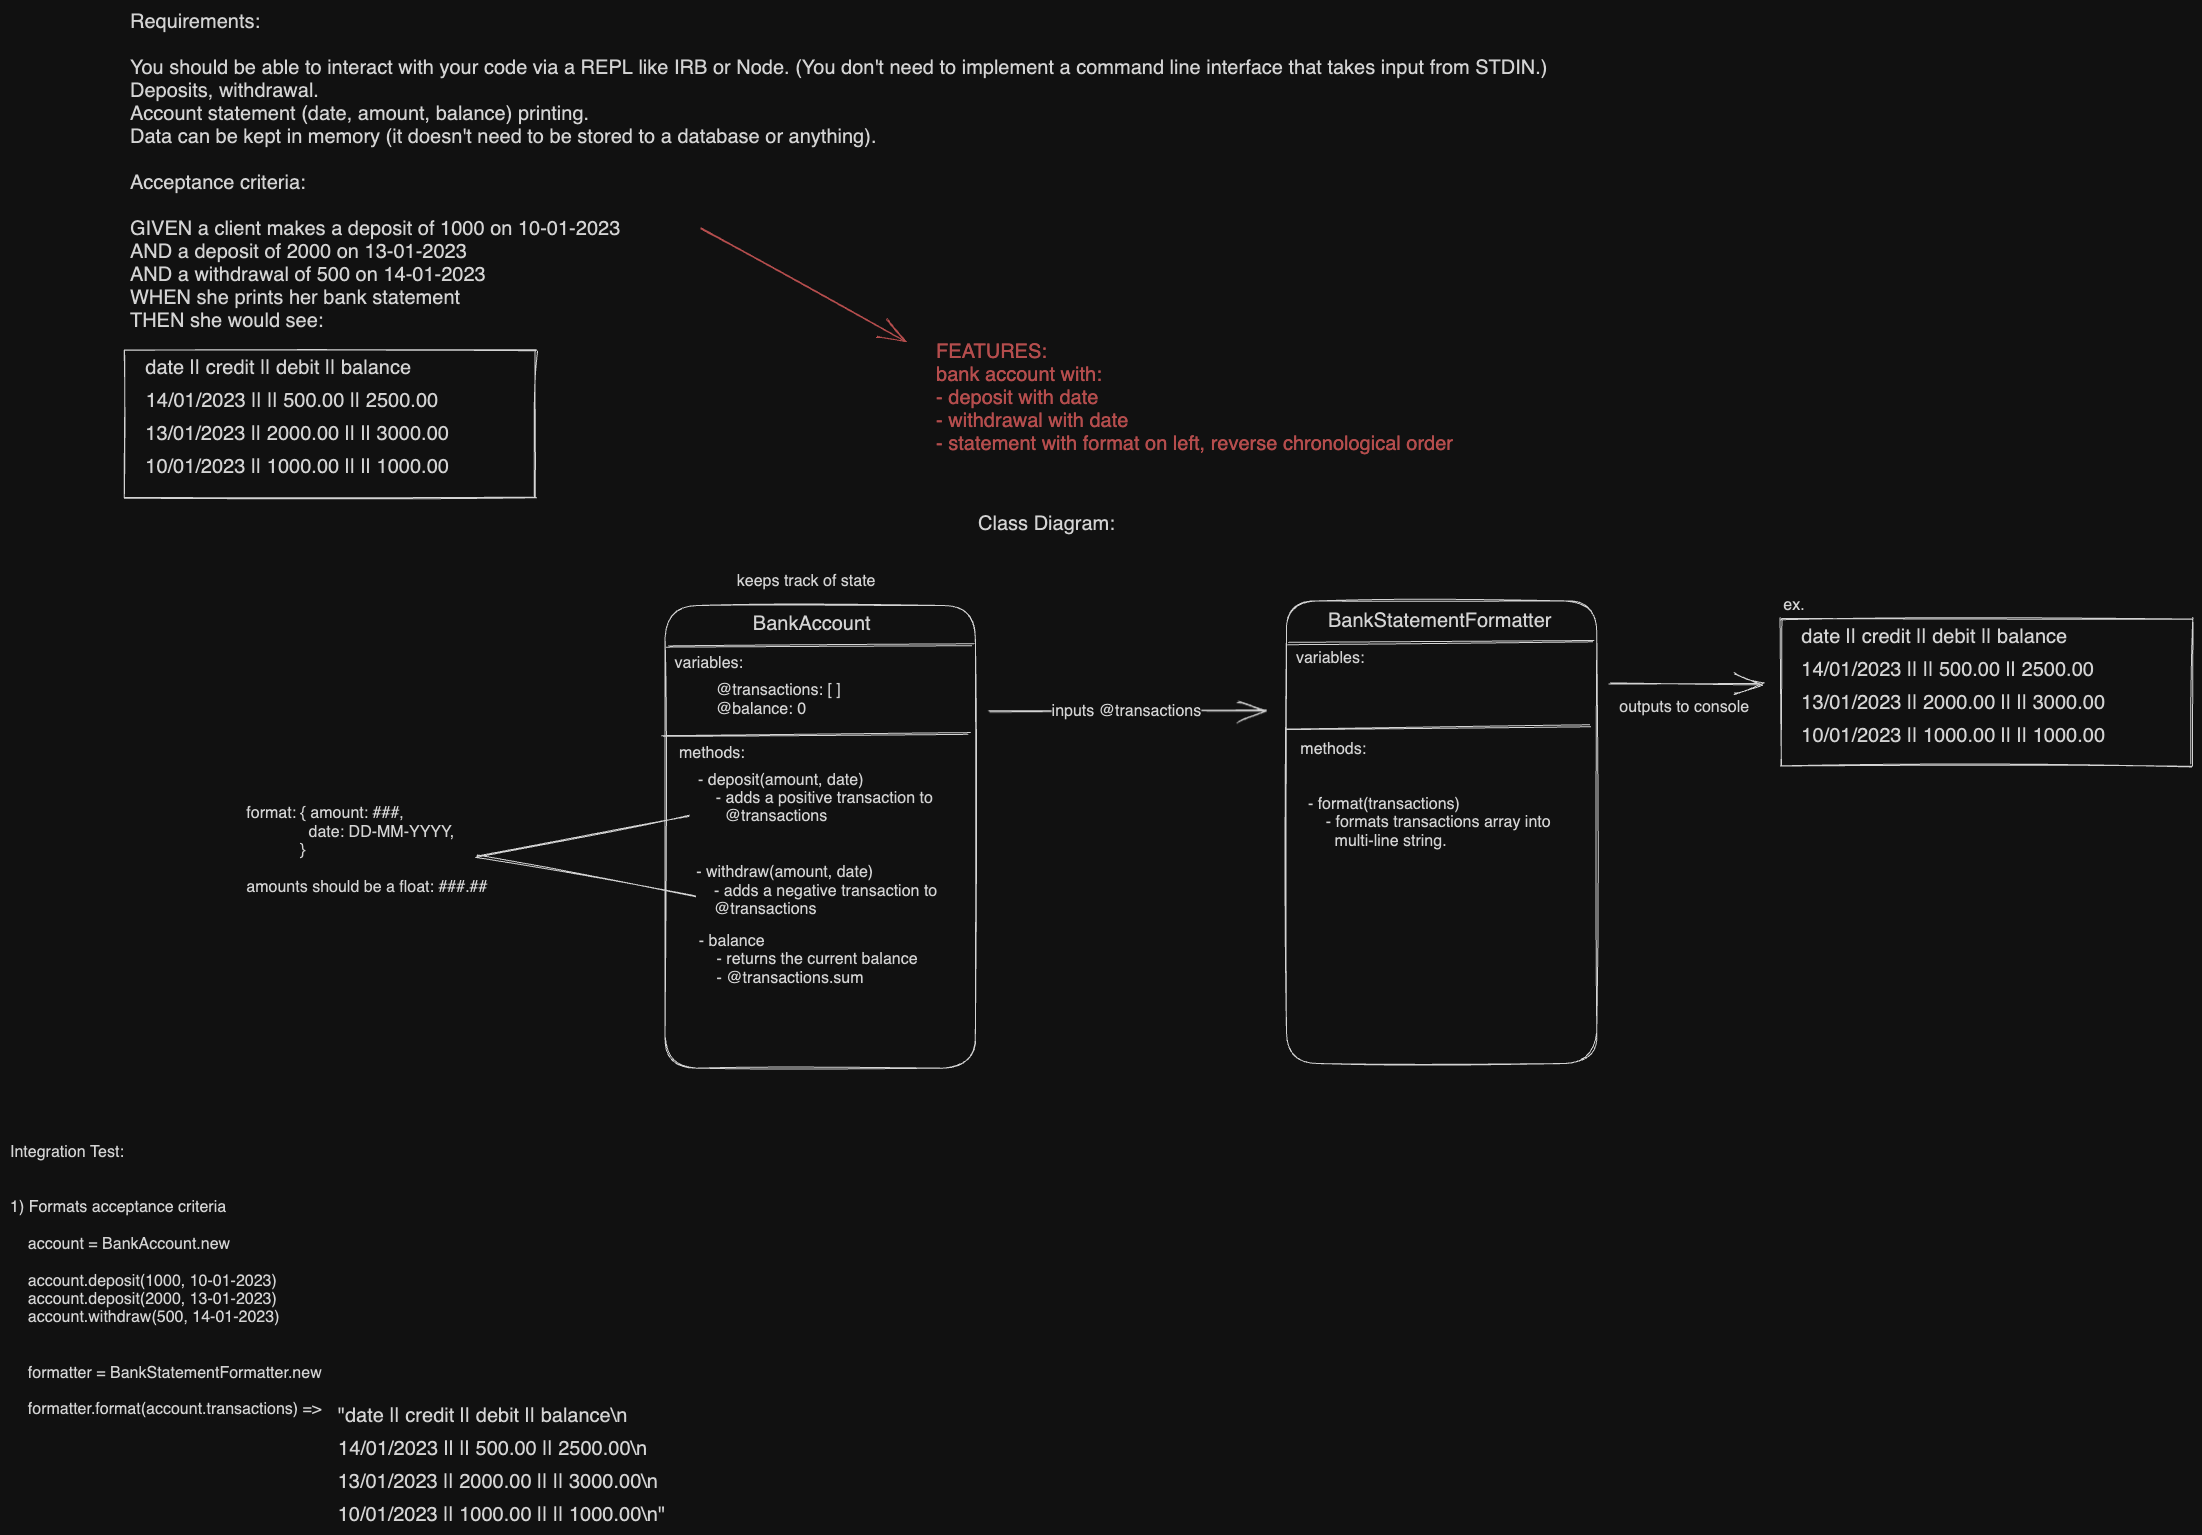 Requirements:
You should be able to interact with your code via a REPL like IRB or Node. (You don't need to implement a command line interface that takes input from STDIN.)
Deposits, withdrawal.
Account statement (date, amount, balance) printing.
Data can be kept in memory (it doesn't need to be stored to a database or anything).
Acceptance criteria:
GIVEN a client makes a deposit of 1000 on 10-01-2023
AND a deposit of 2000 on 13-01-2023
AND a withdrawal of 500 on 14-01-2023
WHEN she prints her bank statement
THEN she would see:
date || credit || debit || balance
14/01/2023 || || 500.00 || 2500.00
13/01/2023 || 2000.00 || || 3000.00
10/01/2023 || 1000.00 || || 1000.00
FEATURES:
bank account with:
- deposit with date
- withdrawal with date
- statement with format on left, reverse chronological order
Class Diagram:
keeps track of state
BankAccount
variables:
@transactions: [ ]
@balance: 0
methods:
- deposit(amount, date)
- adds a positive transaction to
@transactions
- withdraw(amount, date)
- adds a negative transaction to
@transactions
- balance
- returns the current balance
- @transactions.sum
format: { amount: ###,
date: DD-MM-YYYY,
}
amounts should be a float: ###.##
inputs @transactions
BankStatementFormatter
variables:
methods:
- format(transactions)
- formats transactions array into
multi-line string.
outputs to console
ex.
date || credit || debit || balance
14/01/2023 || || 500.00 || 2500.00
13/01/2023 || 2000.00 || || 3000.00
10/01/2023 || 1000.00 || || 1000.00
Integration Test:
1) Formats acceptance criteria
account = BankAccount.new
account.deposit(1000, 10-01-2023)
account.deposit(2000, 13-01-2023)
account.withdraw(500, 14-01-2023)
formatter = BankStatementFormatter.new
formatter.format(account.transactions) =>
"date || credit || debit || balance\n
14/01/2023 || || 500.00 || 2500.00\n
13/01/2023 || 2000.00 || || 3000.00\n
10/01/2023 || 1000.00 || || 1000.00\n"